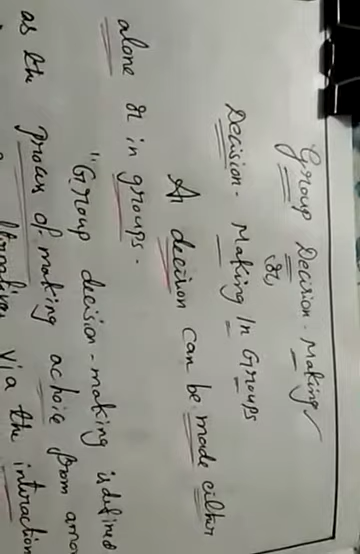 Group Decision-Making
or,
Decision-Making In Groups
A decision can be made either
alone or in groups.
"Group decision-making is defined
as the process of making a choice from
via the interaction